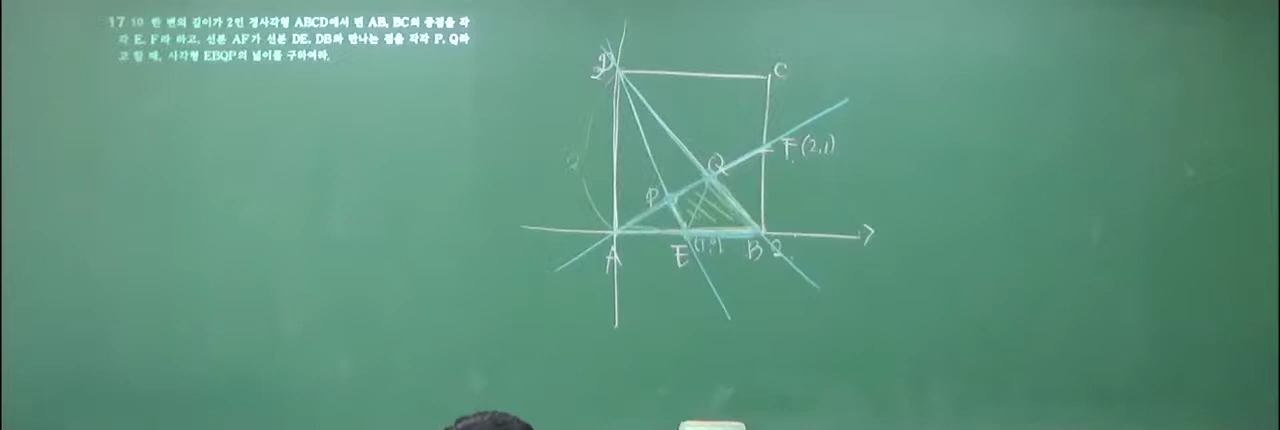 17 10 한 변의 길이가 2인 정사각형 ABCD에서 변 AB, BC의 중점을 각
각 E, F라 하고, 선분 AF가 선분 DE, DB와 만나는 점을 각각 P, Q라
고 할 때, 사각형 EBQP의 넓이를 구하여라.
D
C
2
F(2,1)
Q
P
A
E
(1,0)
B
2